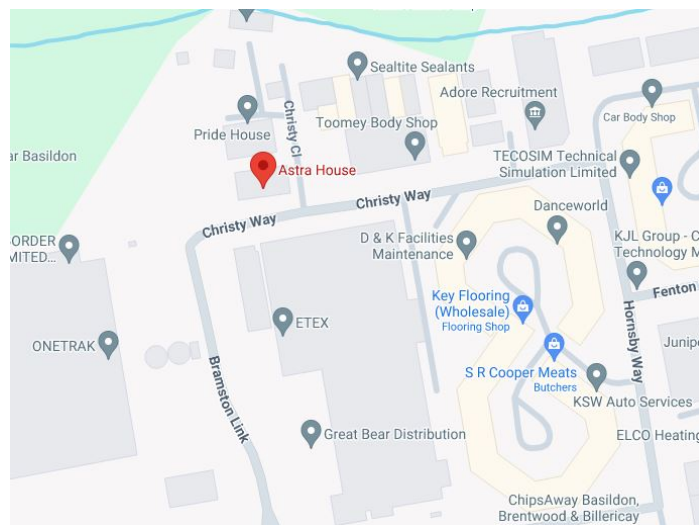 Sealtite Sealants
Adore Recruitment
Car Body Shop
Christy Cl
Toomey Body Shop
Pride House
ar Basildon
Astra House
TECOSIM Technical
Simulation Limited
Christy Way
Danceworld
Christy Way
BORDER
IMITED...
D & K Facilities
Maintenance
KJL Group - C
Technology M
Fenton
Key Flooring
(Wholesale)
Flooring Shop
Hornsby Way
ETEX
ONETRAK
Junipe
S R Cooper Meats
Butchers
Bramston Link
KSW Auto Services
Great Bear Distribution
ELCO Heating
ChipsAway Basildon,
Brentwood & Billericay